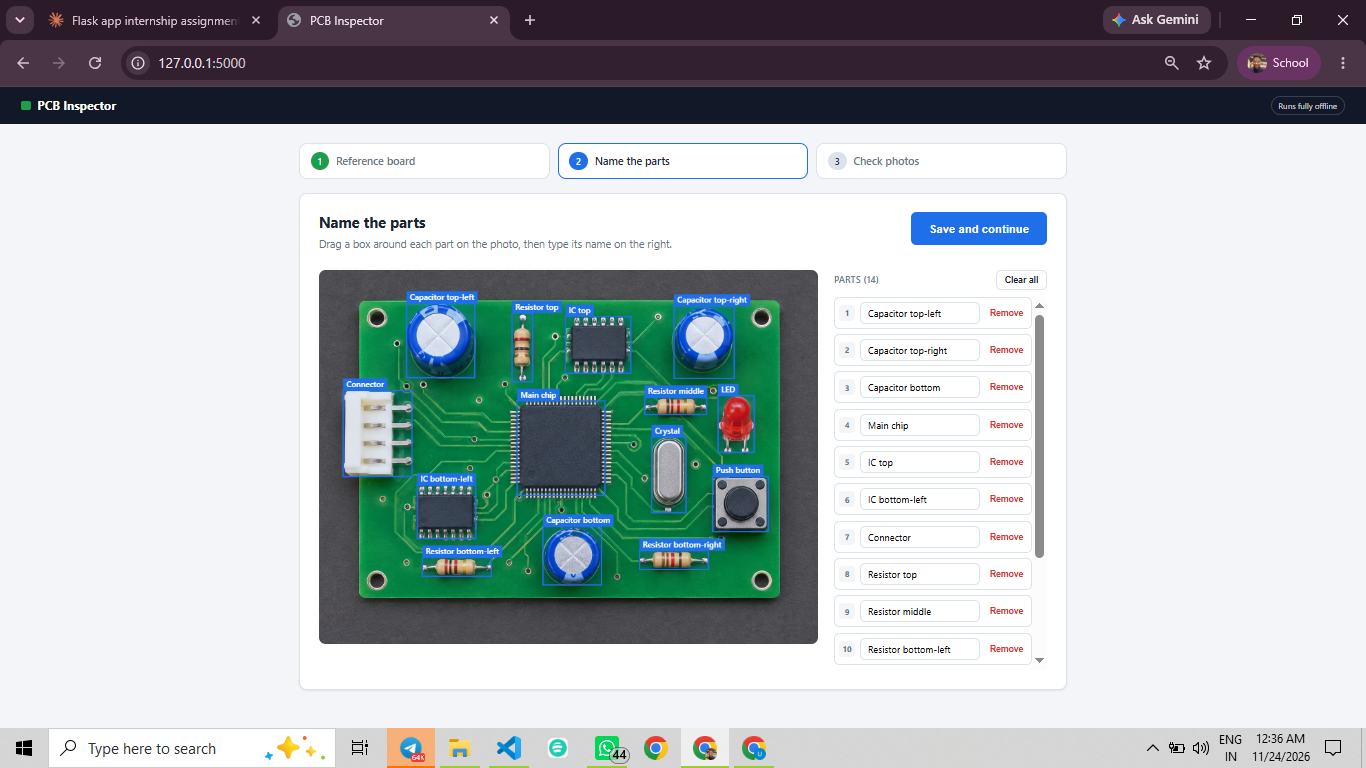 Flask app internship assignmen
PCB Inspector
Ask Gemini
127.0.0.1:5000
School
PCB Inspector
Runs fully offline
1 Reference board
2 Name the parts
3 Check photos
Name the parts
Drag a box around each part on the photo, then type its name on the right.
Save and continue
Capacitor top-left
Resistor top
IC top
Capacitor top-right
Connector
Main chip
Resistor middle
LED
Crystal
Push button
IC bottom-left
Capacitor bottom
Resistor bottom-left
Resistor bottom-right
PARTS (14)
Clear all
1 Capacitor top-left Remove
2 Capacitor top-right Remove
3 Capacitor bottom Remove
4 Main chip Remove
5 IC top Remove
6 IC bottom-left Remove
7 Connector Remove
8 Resistor top Remove
9 Resistor middle Remove
10 Resistor bottom-left Remove
Type here to search
64K
44
U
ENG
IN
12:36 AM
11/24/2026